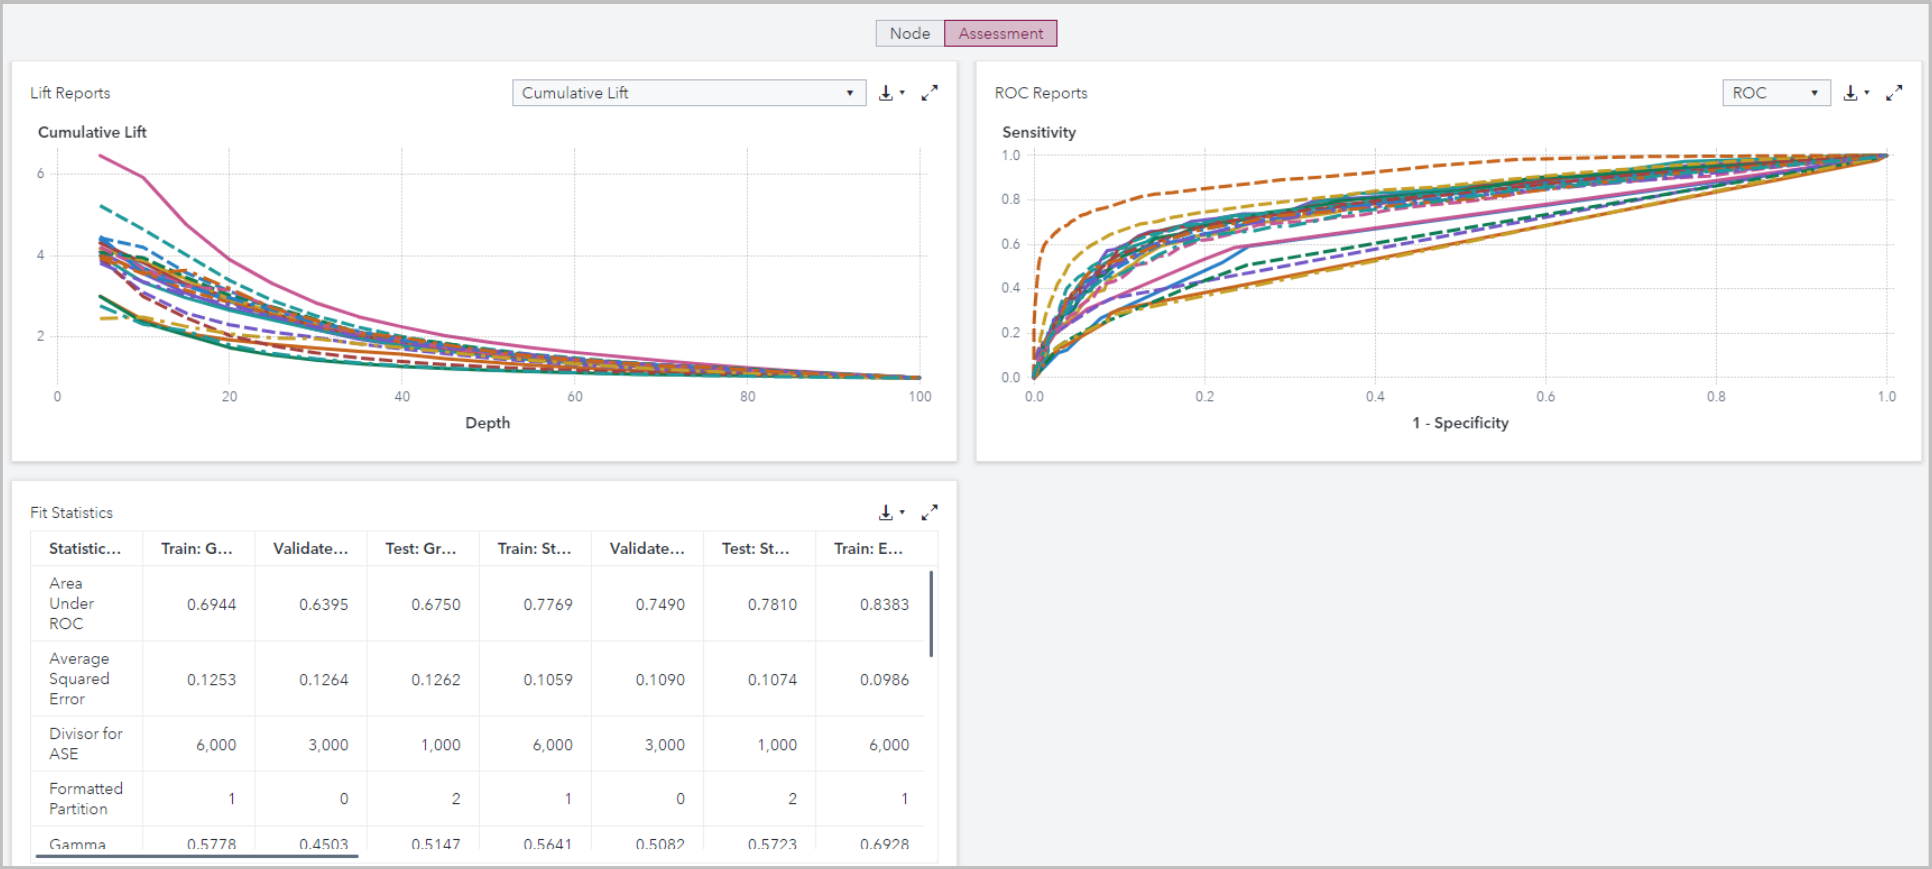 Node Assessment
Lift Reports
Cumulative Lift
Cumulative Lift
6
4
2
0 20 40 60 80 100
Depth
ROC Reports
ROC
Sensitivity
1.0
0.8
0.6
0.4
0.2
0.0
0.0 0.2 0.4 0.6 0.8 1.0
1 - Specificity
Fit Statistics
Statistic... Train: G... Validate... Test: Gr... Train: St... Validate... Test: St... Train: E...
Area
Under
ROC
0.6944 0.6395 0.6750 0.7769 0.7490 0.7810 0.8383
Average
Squared
Error
0.1253 0.1264 0.1262 0.1059 0.1090 0.1074 0.0986
Divisor for
ASE
6,000 3,000 1,000 6,000 3,000 1,000 6,000
Formatted
Partition
1 0 2 1 0 2 1
Gamma 0.5778 0.4503 0.5147 0.5641 0.5082 0.5723 0.6928